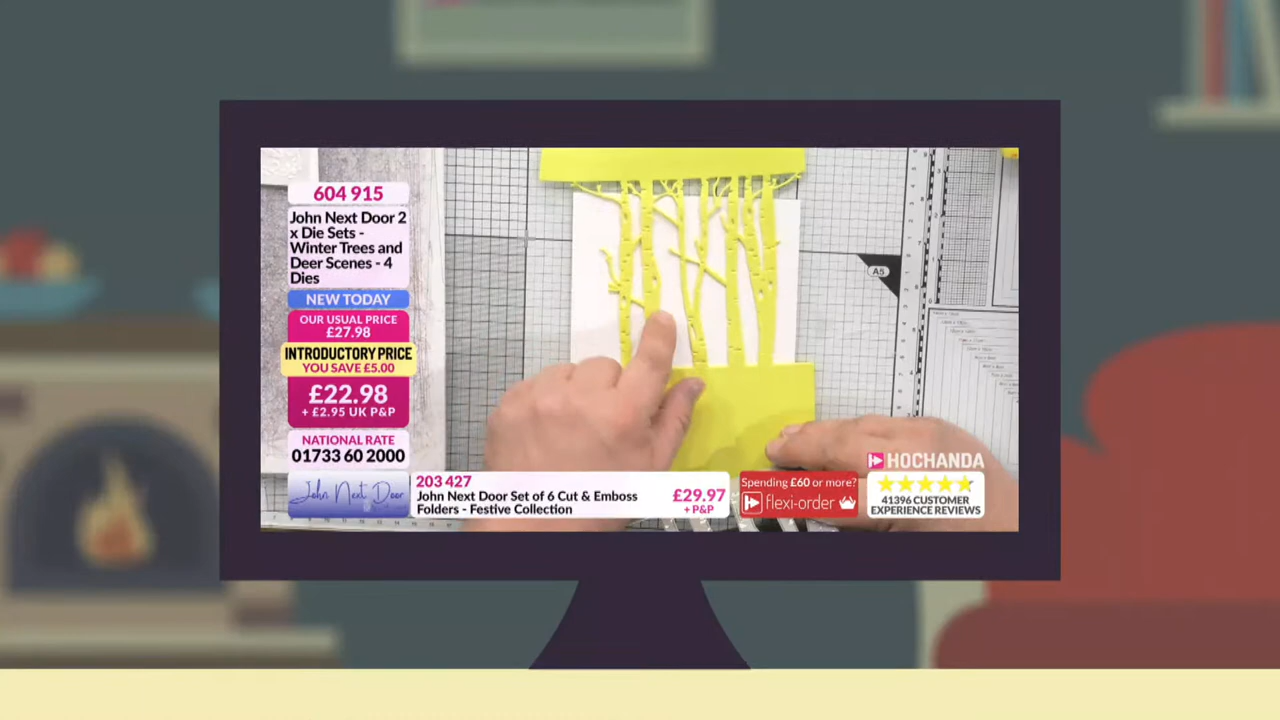 604 915
John Next Door 2
x Die Sets -
Winter Trees and
Deer Scenes - 4
Dies
NEW TODAY
OUR USUAL PRICE
£27.98
INTRODUCTORY PRICE
YOU SAVE £5.00
£22.98
+ £2.95 UK P&P
NATIONAL RATE
01733 60 2000
John Next Door
203 427
John Next Door Set of 6 Cut & Emboss
Folders - Festive Collection
£29.97
+ P&P
Spending £60 or more?
flexi-order
HOCHANDA
41396 CUSTOMER
EXPERIENCE REVIEWS
A5